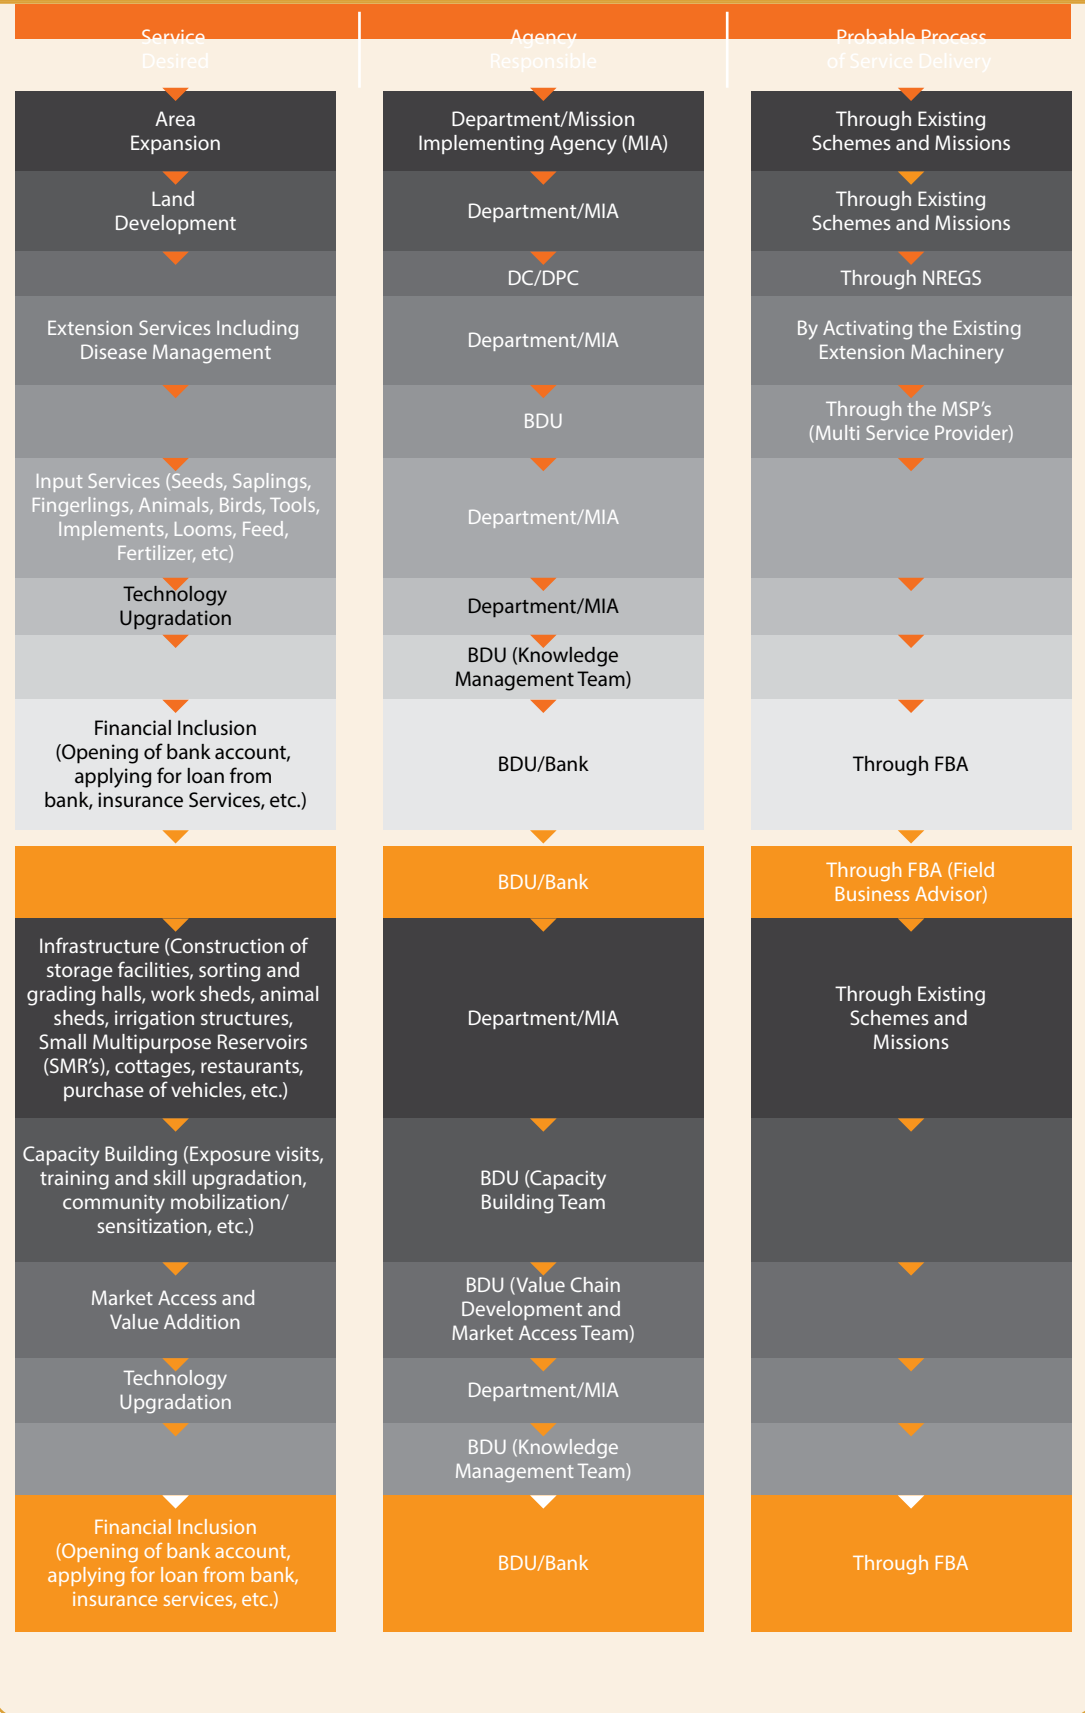 Service
Desired
Agency
Responsible
Probable Process
of Service Delivery
Area
Expansion
Department/Mission
Implementing Agency (MIA)
Through Existing
Schemes and Missions
Land
Development
Department/MIA
Through Existing
Schemes and Missions
DC/DPC
Through NREGS
Extension Services Including
Disease Management
Department/MIA
By Activating the Existing
Extension Machinery
BDU
Through the MSP's
(Multi Service Provider)
Input Services (Seeds, Saplings,
Fingerlings, Animals, Birds, Tools,
Implements, Looms, Feed,
Fertilizer, etc)
Department/MIA
Technology
Upgradation
Department/MIA
BDU (Knowledge
Management Team)
Financial Inclusion
(Opening of bank account,
applying for loan from
bank, insurance Services, etc.)
BDU/Bank
Through FBA
BDU/Bank
Through FBA (Field
Business Advisor)
Infrastructure (Construction of
storage facilities, sorting and
grading halls, work sheds, animal
sheds, irrigation structures,
Small Multipurpose Reservoirs
(SMR's), cottages, restaurants,
purchase of vehicles, etc.)
Department/MIA
Through Existing
Schemes and
Missions
Capacity Building (Exposure visits,
training and skill upgradation,
community mobilization/
sensitization, etc.)
BDU (Capacity
Building Team
Market Access and
Value Addition
BDU (Value Chain
Development and
Market Access Team)
Technology
Upgradation
Department/MIA
BDU (Knowledge
Management Team)
Financial Inclusion
(Opening of bank account,
applying for loan from bank,
insurance services, etc.)
BDU/Bank
Through FBA